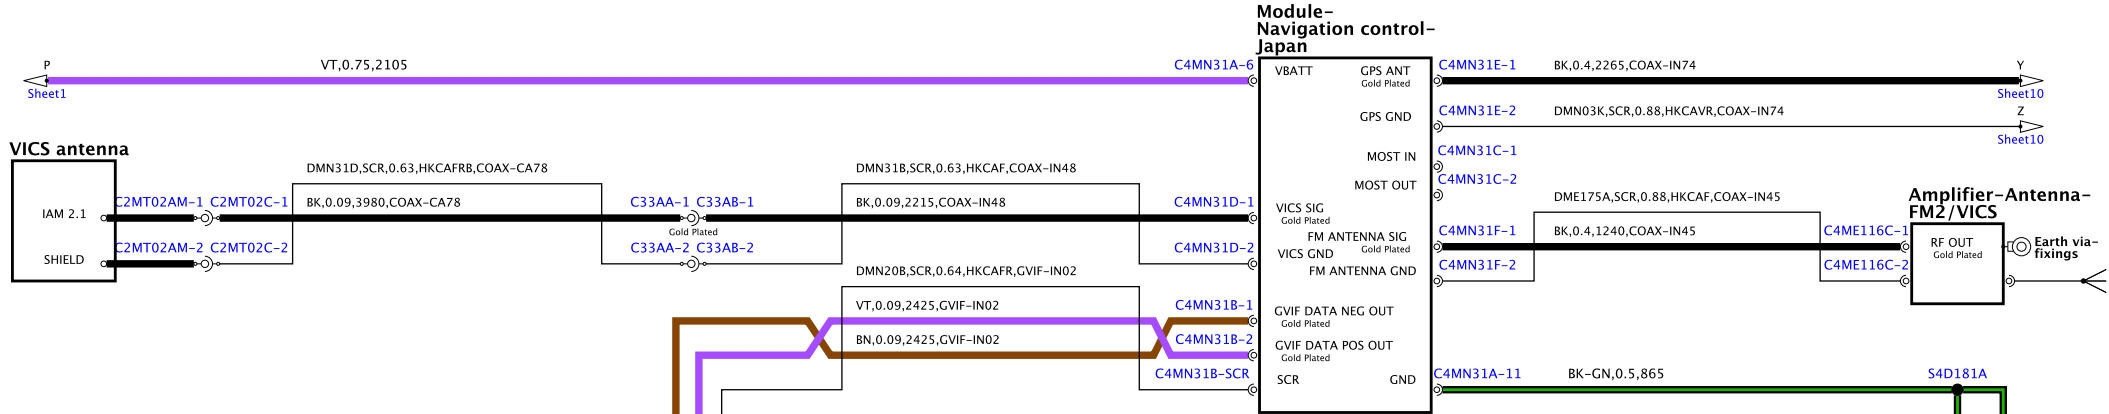 Module-
Navigation control-
Japan
P
VT,0.75,2105
C4MN31A-6
Sheet1
VBATT
GPS ANT
Gold Plated
C4MN31E-1
BK,0.4,2265,COAX-IN74
Y
Sheet10
GPS GND
C4MN31E-2
DMN03K,SCR,0.88,HKCAVR,COAX-IN74
Z
Sheet10
MOST IN
C4MN31C-1
MOST OUT
C4MN31C-2
VICS antenna
IAM 2.1
SHIELD
C2MT02AM-1
C2MT02C-1
C2MT02AM-2
C2MT02C-2
DMN31D,SCR,0.63,HKCAFRB,COAX-CA78
BK,0.09,3980,COAX-CA78
C33AA-1
C33AB-1
Gold Plated
C33AA-2
C33AB-2
DMN31B,SCR,0.63,HKCAF,COAX-IN48
BK,0.09,2215,COAX-IN48
C4MN31D-1
C4MN31D-2
VICS SIG
Gold Plated
FM ANTENNA SIG
Gold Plated
VICS GND
FM ANTENNA GND
C4MN31F-1
C4MN31F-2
DME175A,SCR,0.88,HKCAF,COAX-IN45
BK,0.4,1240,COAX-IN45
C4ME116C-1
C4ME116C-2
Amplifier-Antenna-
FM2/VICS
RF OUT
Gold Plated
Earth via-
fixings
DMN20B,SCR,0.64,HKCAFR,GVIF-IN02
VT,0.09,2425,GVIF-IN02
BN,0.09,2425,GVIF-IN02
C4MN31B-1
C4MN31B-2
C4MN31B-SCR
GVIF DATA NEG OUT
Gold Plated
GVIF DATA POS OUT
Gold Plated
SCR
GND
C4MN31A-11
BK-GN,0.5,865
S4D181A